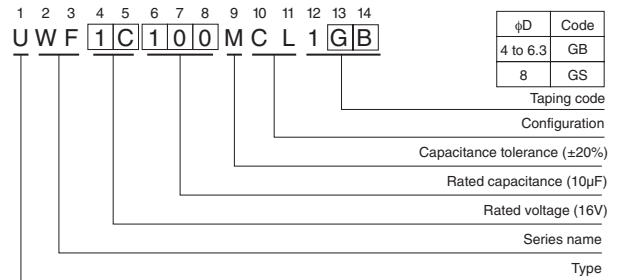 1 2 3 4 5 6 7 8 9 10 11 12 13 14
U W F 1 C 1 0 0 M C L 1 G B
φD Code
4 to 6.3 GB
8 GS
Taping code
Configuration
Capacitance tolerance (±20%)
Rated capacitance (10µF)
Rated voltage (16V)
Series name
Type